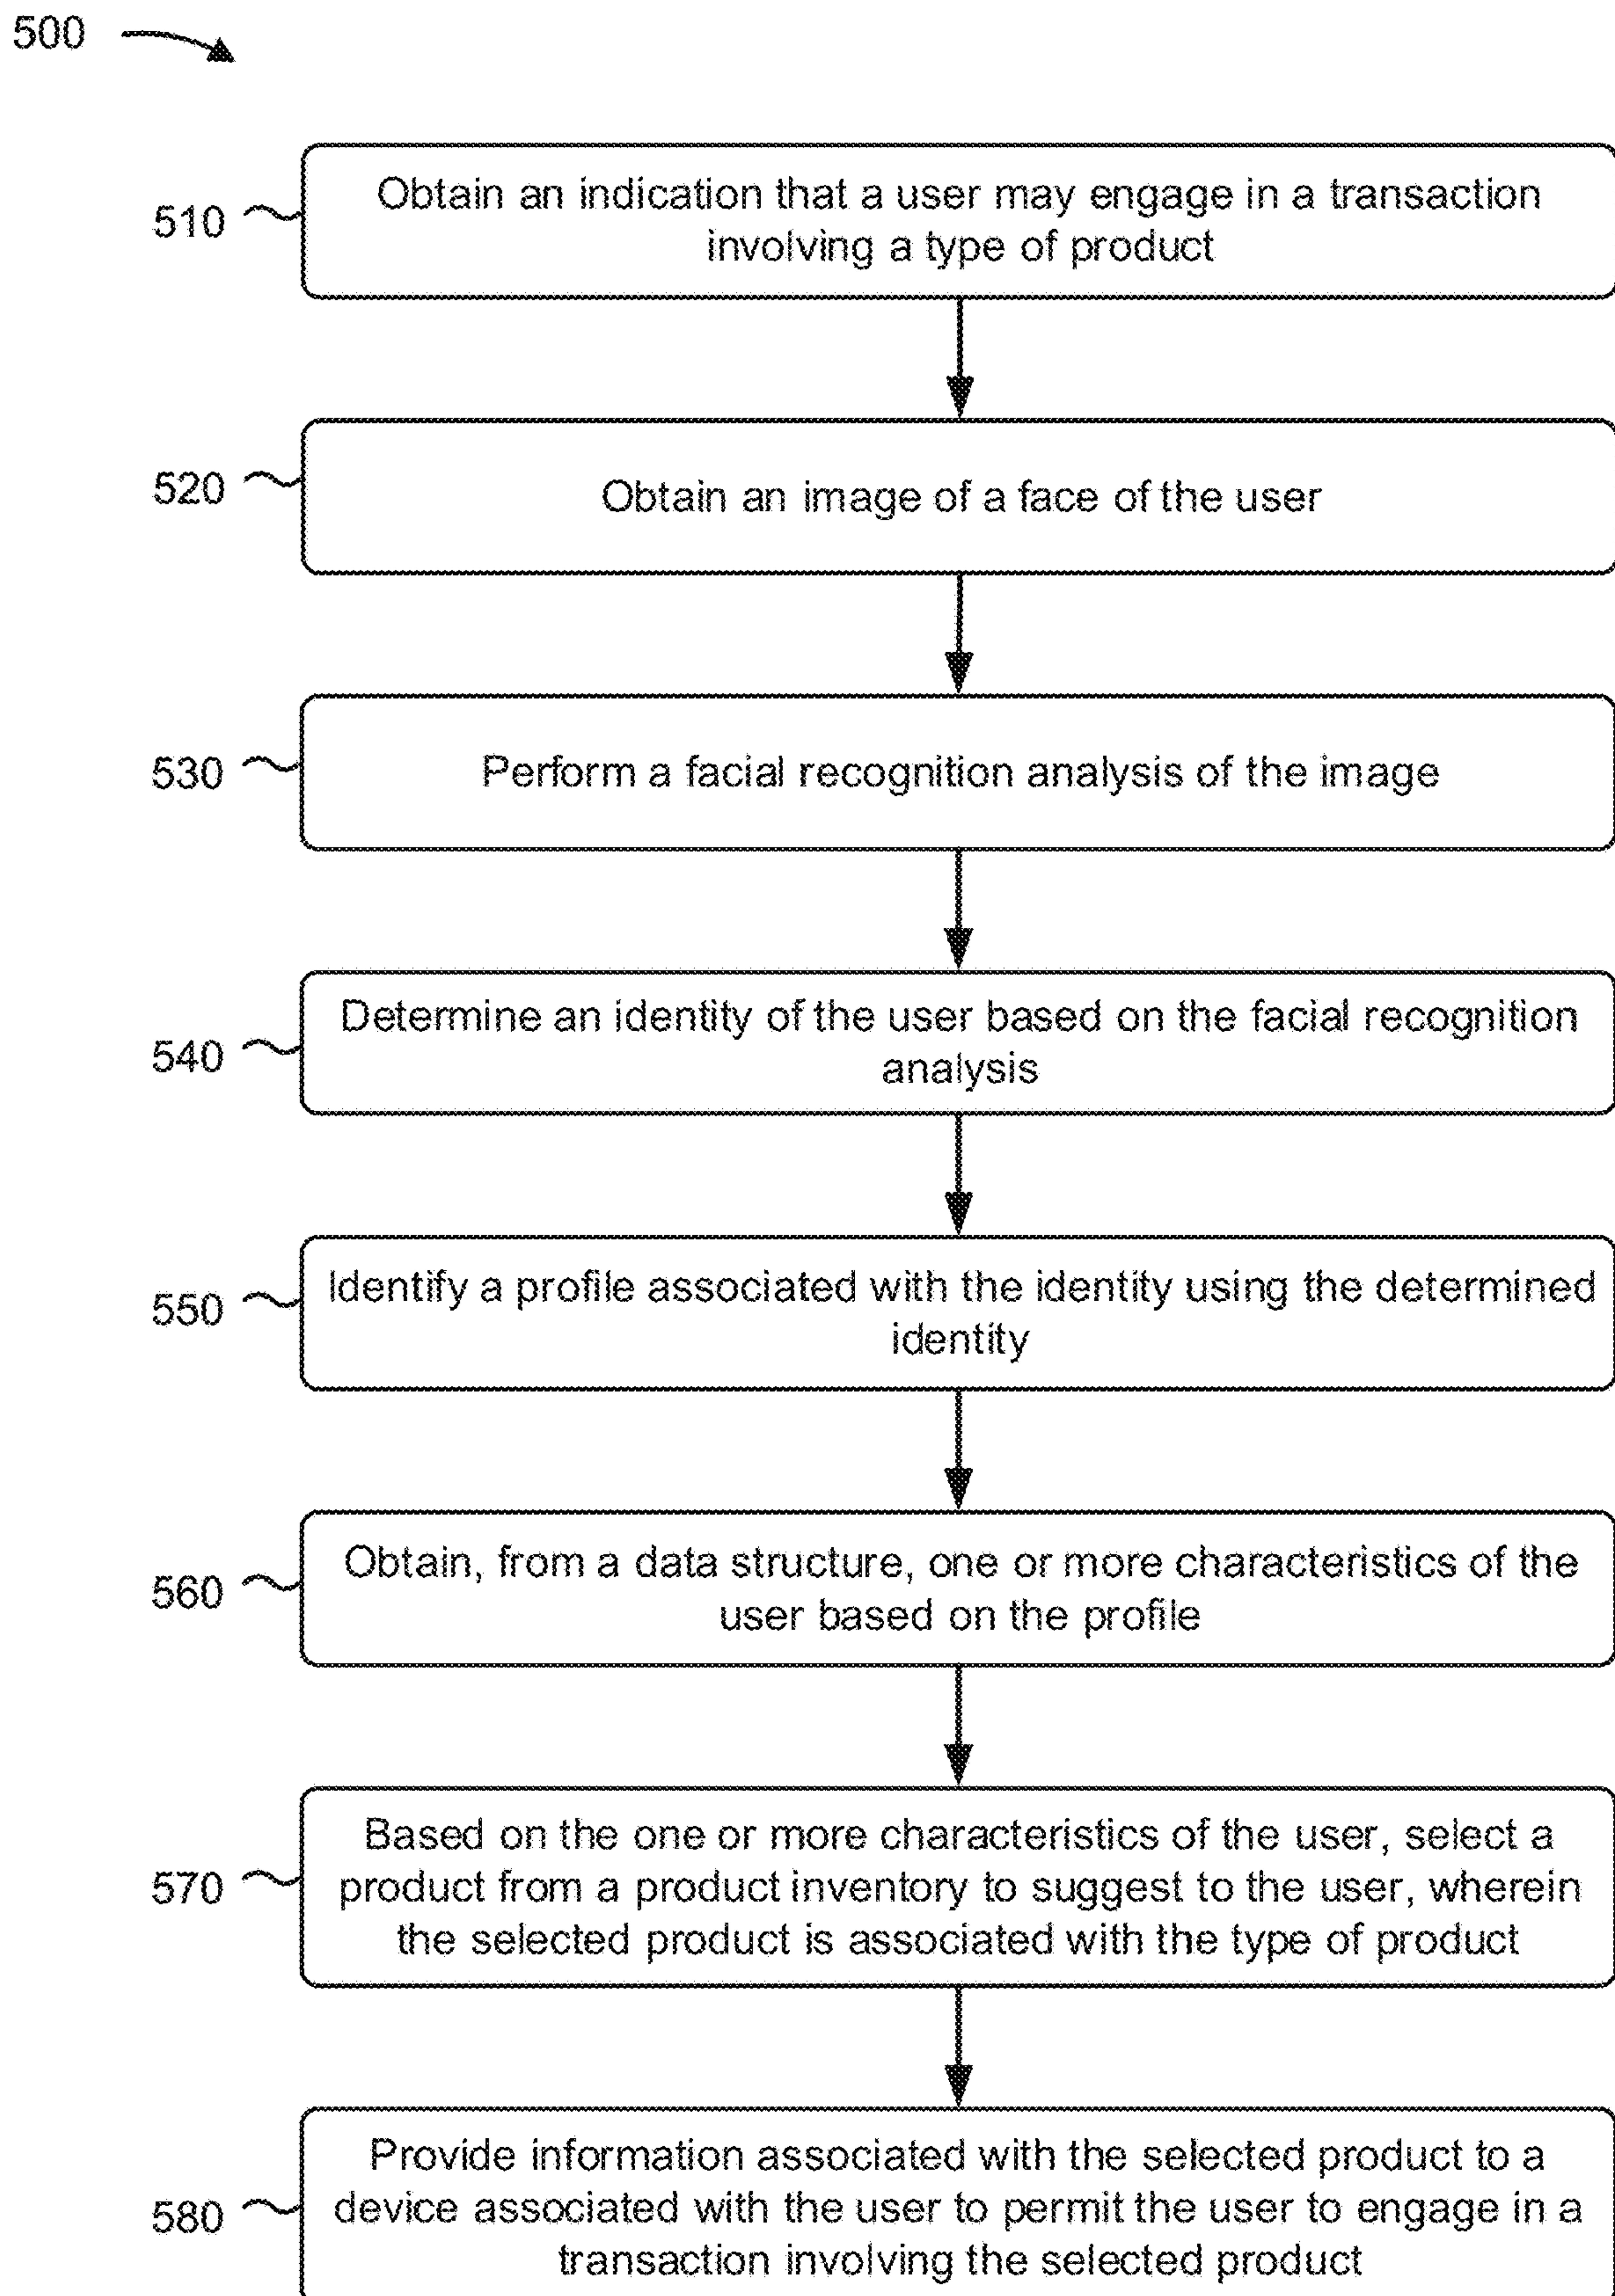 500
510
Obtain an indication that a user may engage in a transaction
involving a type of product
520
Obtain an image of a face of the user
530
Perform a facial recognition analysis of the image
540
Determine an identity of the user based on the facial recognition
analysis
550
Identify a profile associated with the identity using the determined
identity
560
Obtain, from a data structure, one or more characteristics of the
user based on the profile
570
Based on the one or more characteristics of the user, select a
product from a product inventory to suggest to the user, wherein
the selected product is associated with the type of product
580
Provide information associated with the selected product to a
device associated with the user to permit the user to engage in a
transaction involving the selected product